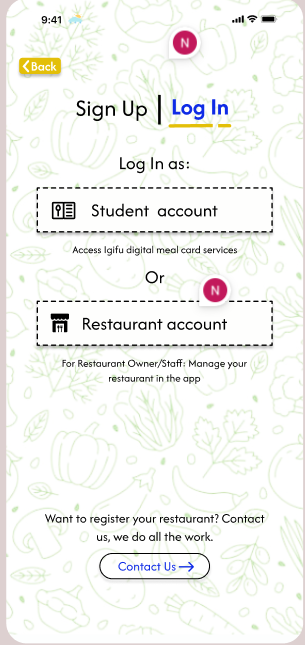 9:41
N
Back
Sign Up | Log In
Log In as:
Student account
Access Igifu digital meal card services
Or
N
Restaurant account
For Restaurant Owner/Staff: Manage your
restaurant in the app
Want to register your restaurant? Contact
us, we do all the work.
Contact Us